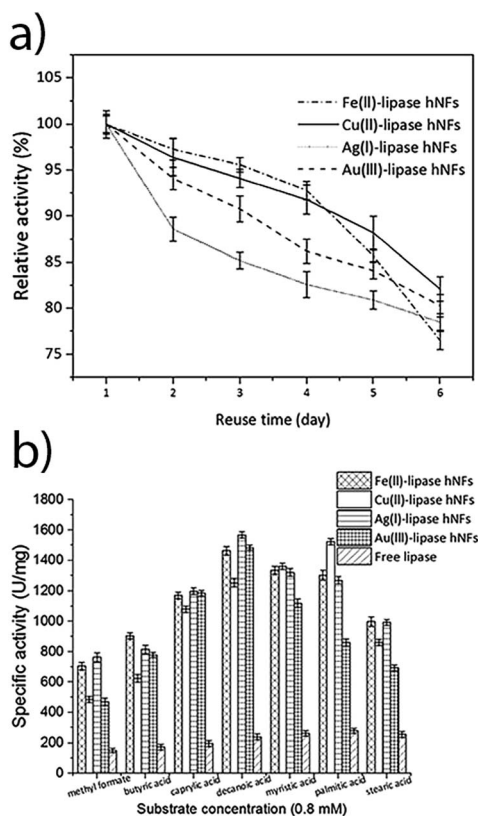 a)
Relative activity (%)
105
100
95
90
85
80
75
Fe(II)-lipase hNFs
Cu(II)-lipase hNFs
Ag(I)-lipase hNFs
Au(III)-lipase hNFs
1 2 3 4 5 6
Reuse time (day)
b)
Specific activity (U/mg)
1800
1600
1400
1200
1000
800
600
400
200
0
Fe(II)-lipase hNFs
Cu(II)-lipase hNFs
Ag(I)-lipase hNFs
Au(III)-lipase hNFs
Free lipase
methyl formate butyric acid caprylic acid decanoic acid myristic acid palmitic acid stearic acid
Substrate concentration (0.8 mM)